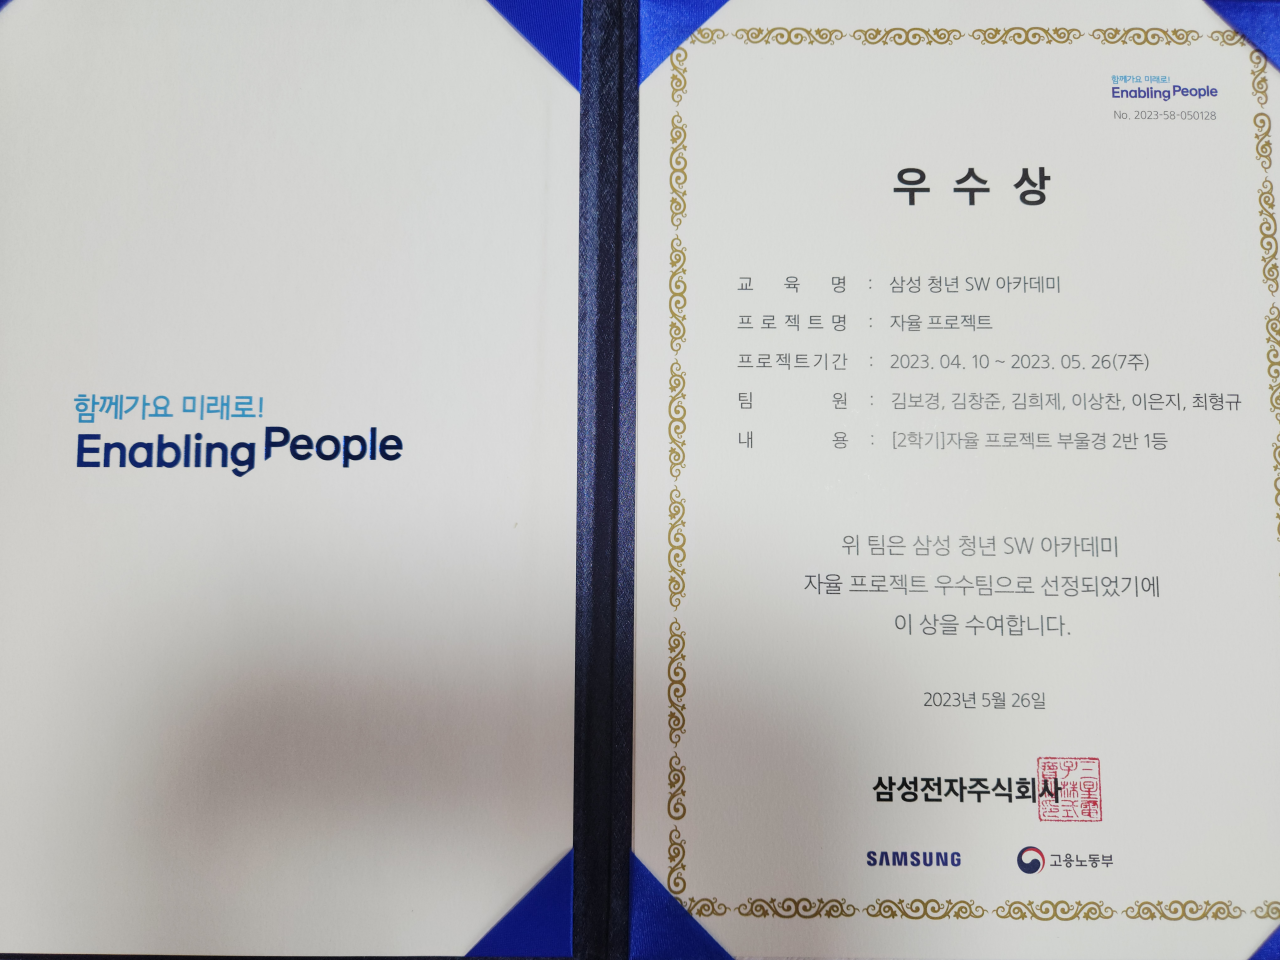 함께가요 미래로!
Enabling People
함께가요 미래로!
Enabling People
No. 2023-58-050128
우수상
교육명 : 삼성 청년 SW 아카데미
프로젝트명 : 자율 프로젝트
프로젝트기간 : 2023. 04. 10 ~ 2023. 05. 26(7주)
팀원 : 김보경, 김창준, 김희제, 이상찬, 이은지, 최형규
내용 : [2학기]자율 프로젝트 부울경 2반 1등
위 팀은 삼성 청년 SW 아카데미
자율 프로젝트 우수팀으로 선정되었기에
이 상을 수여합니다.
2023년 5월 26일
삼성전자주식회사
SAMSUNG
고용노동부